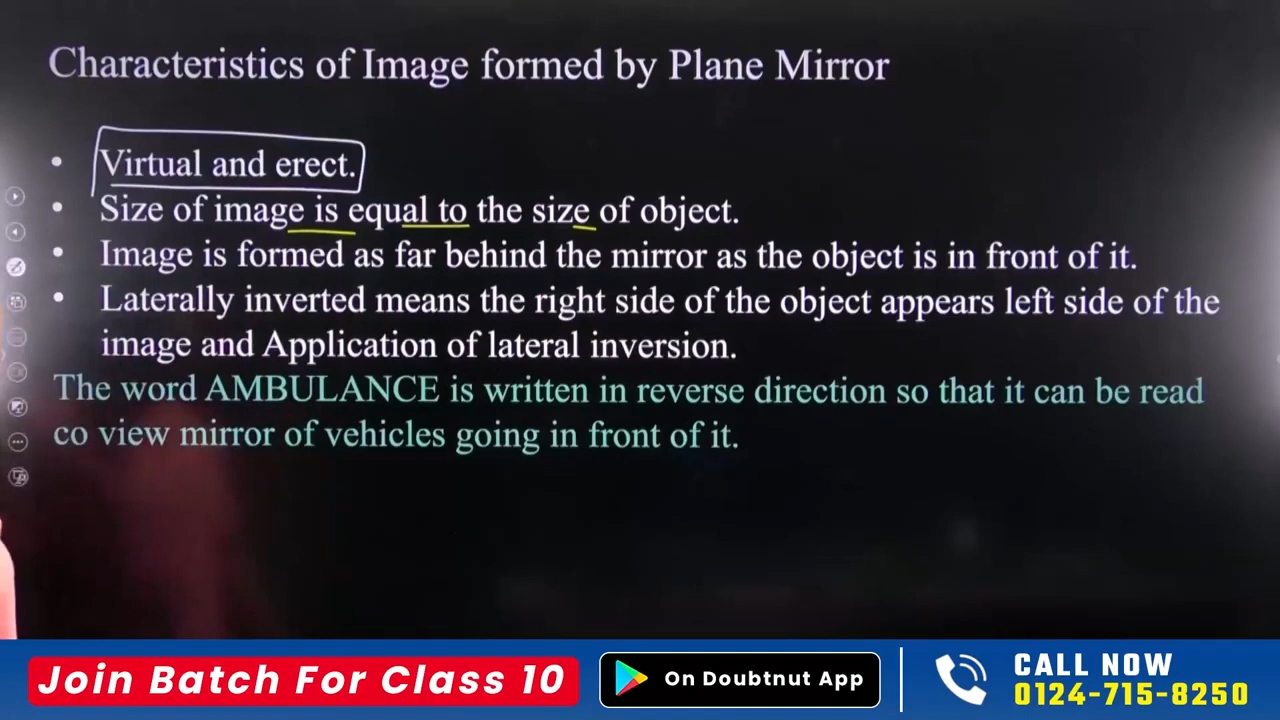 Characteristics of Image formed by Plane Mirror
• Virtual and erect.
• Size of image is equal to the size of object.
• Image is formed as far behind the mirror as the object is in front of it.
• Laterally inverted means the right side of the object appears left side of the
image and Application of lateral inversion.
The word AMBULANCE is written in reverse direction so that it can be read
co view mirror of vehicles going in front of it.
Join Batch For Class 10
On Doubtnut App
CALL NOW
0124-715-8250